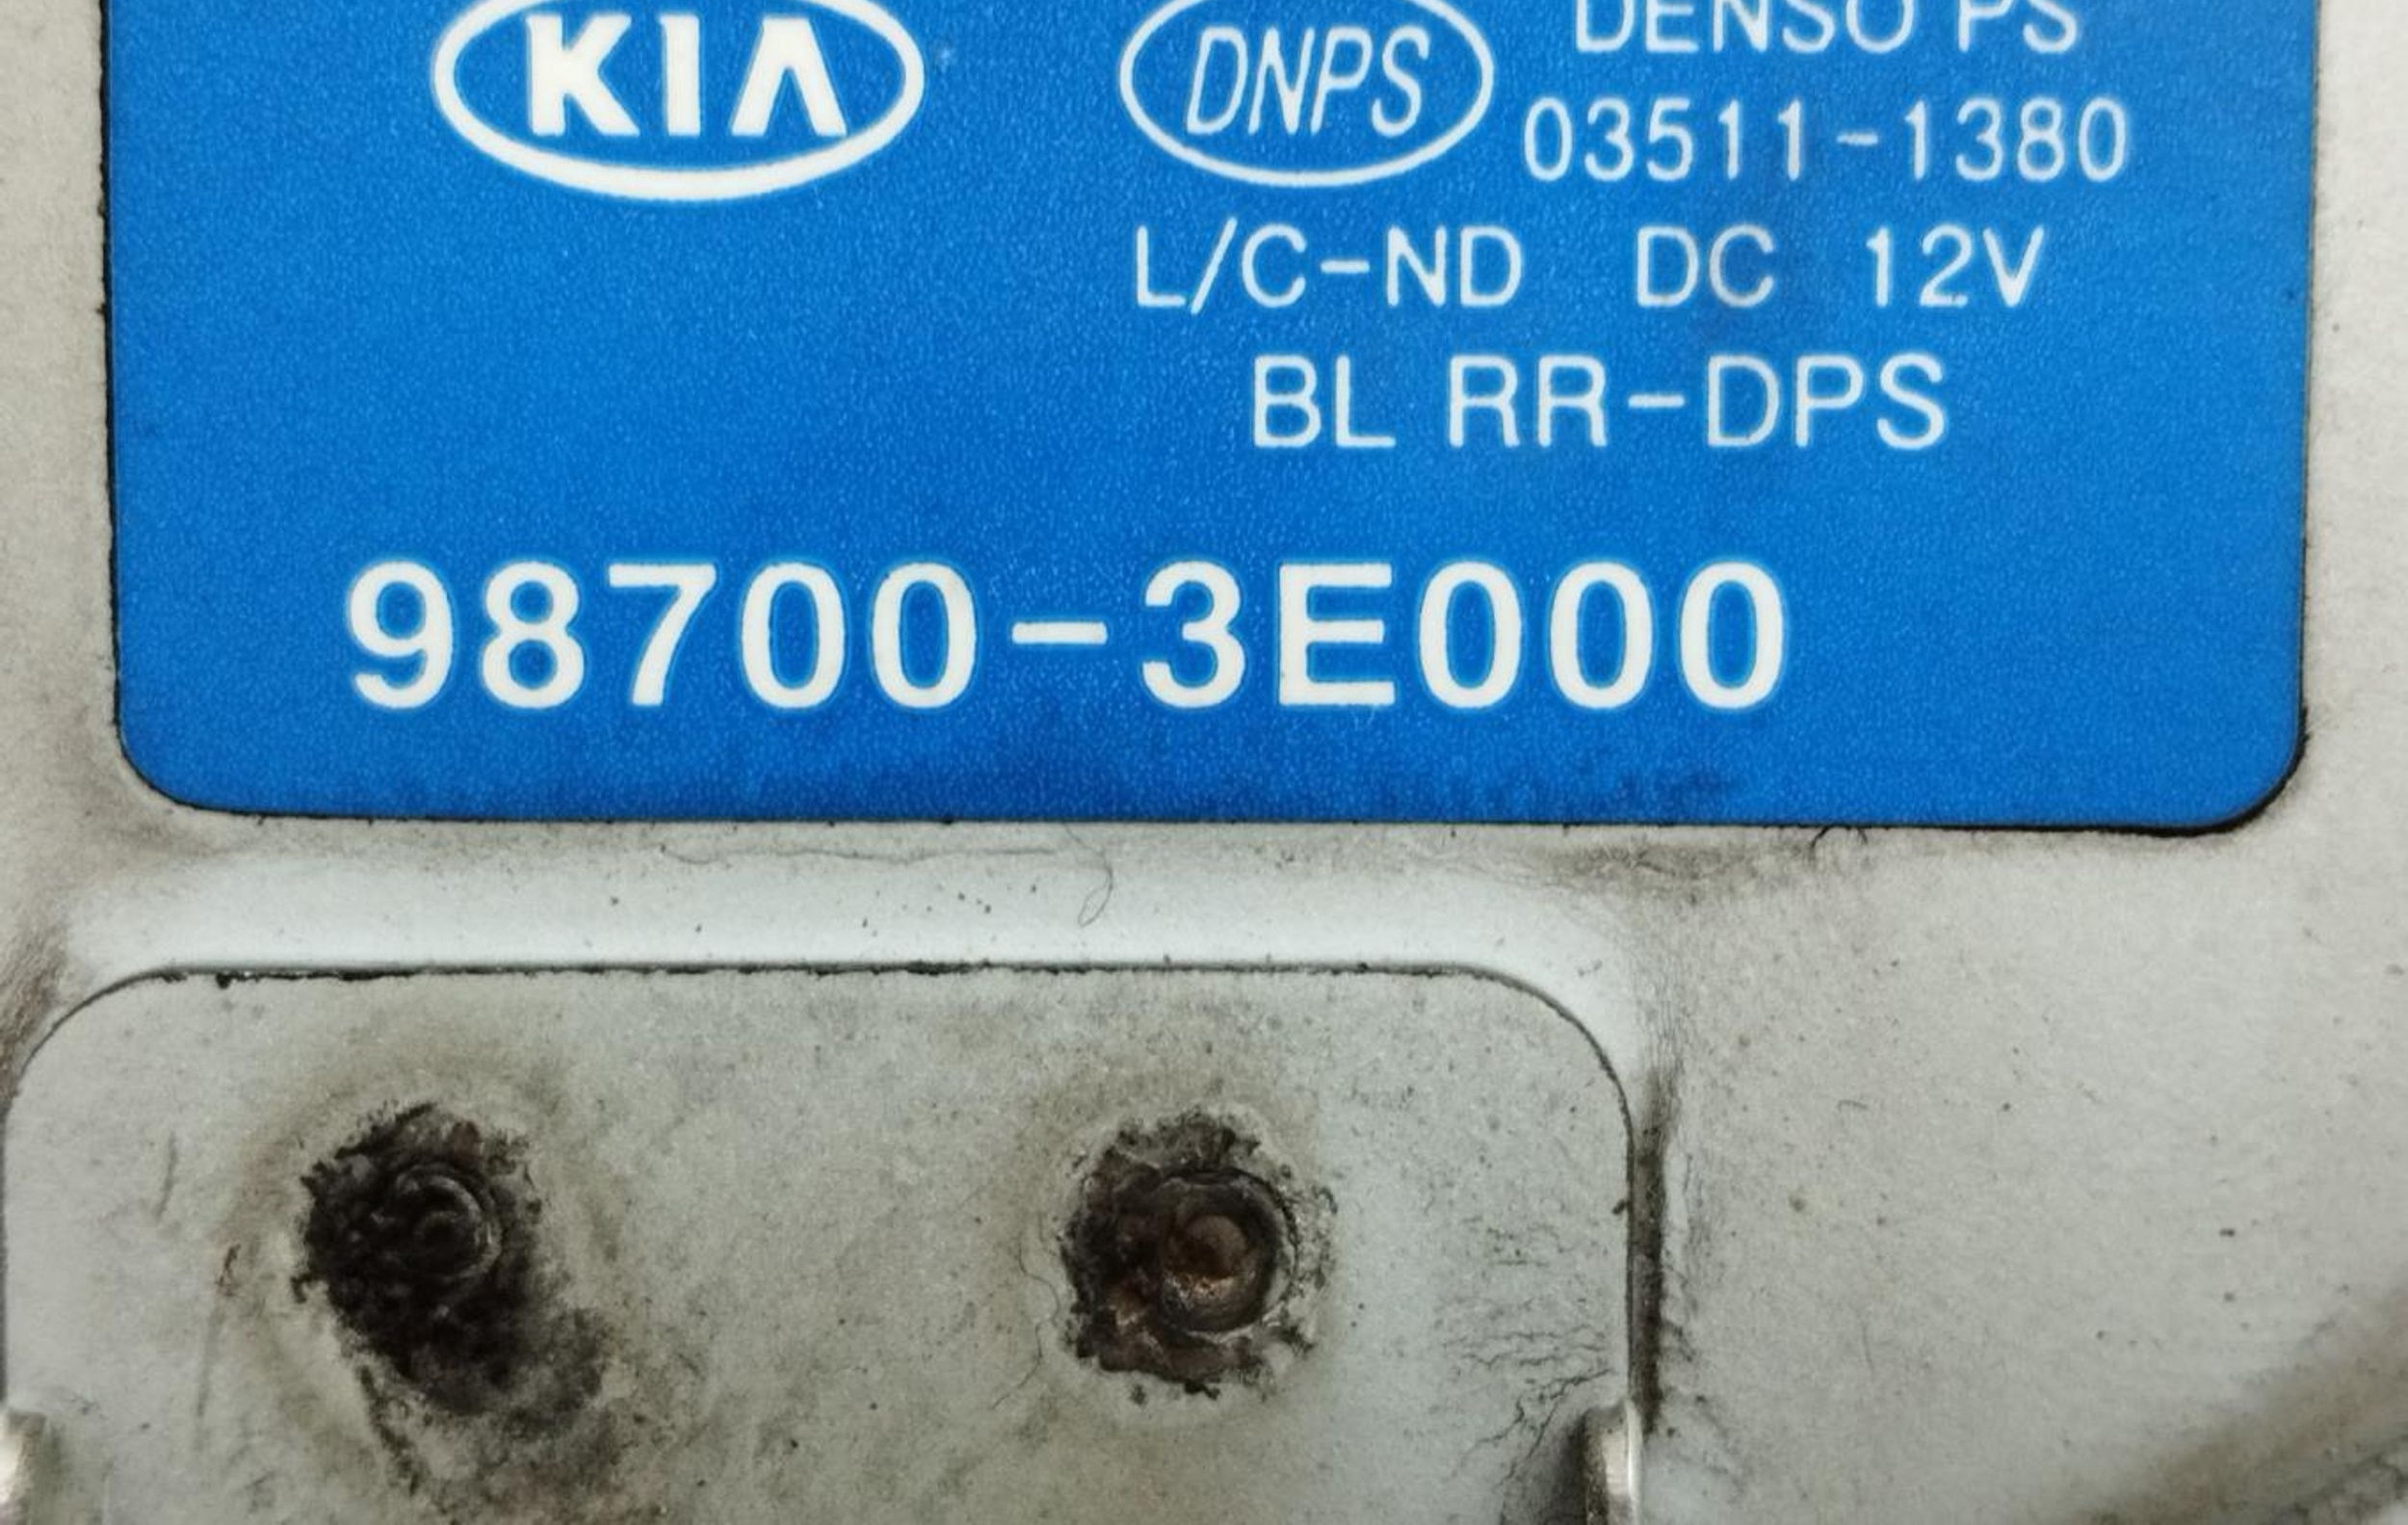 KIA
DNPS
DENSO PS
03511-1380
L/C-ND DC 12V
BL RR-DPS
98700-3E000